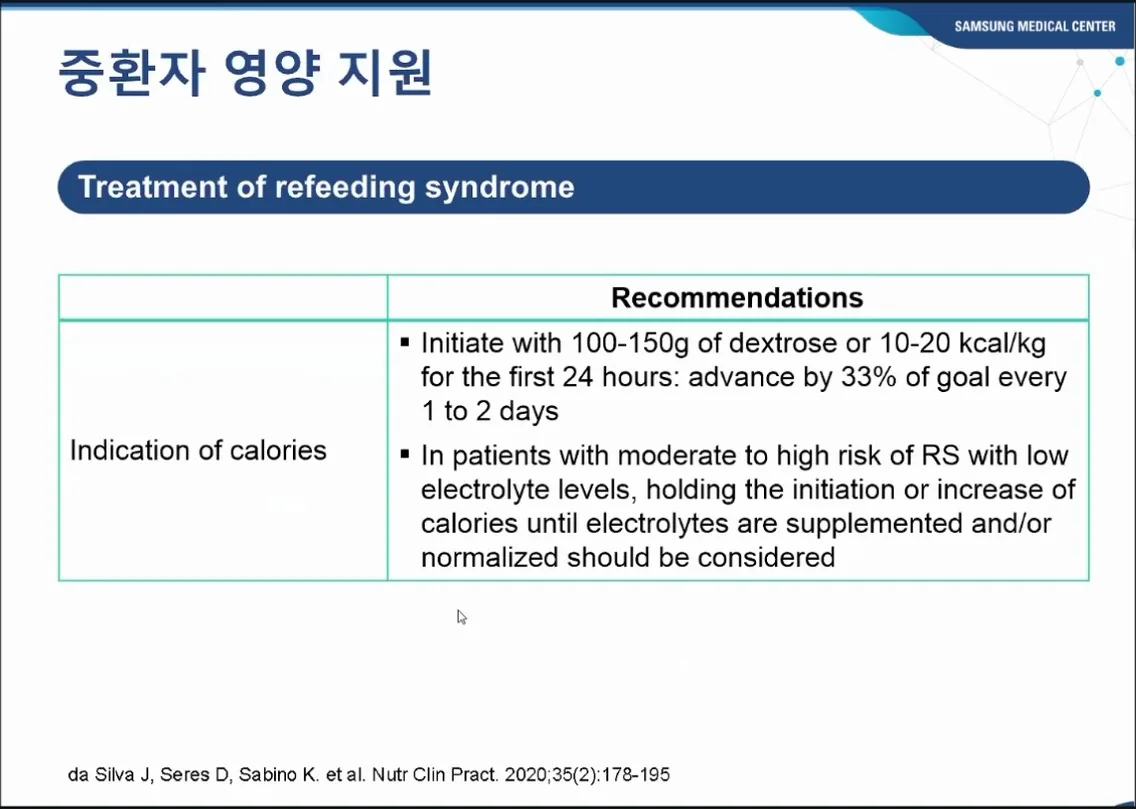 SAMSUNG MEDICAL CENTER
중환자 영양 지원
Treatment of refeeding syndrome
Recommendations
Indication of calories
▪ Initiate with 100-150g of dextrose or 10-20 kcal/kg
for the first 24 hours: advance by 33% of goal every
1 to 2 days
▪ In patients with moderate to high risk of RS with low
electrolyte levels, holding the initiation or increase of
calories until electrolytes are supplemented and/or
normalized should be considered
da Silva J, Seres D, Sabino K. et al. Nutr Clin Pract. 2020;35(2):178-195